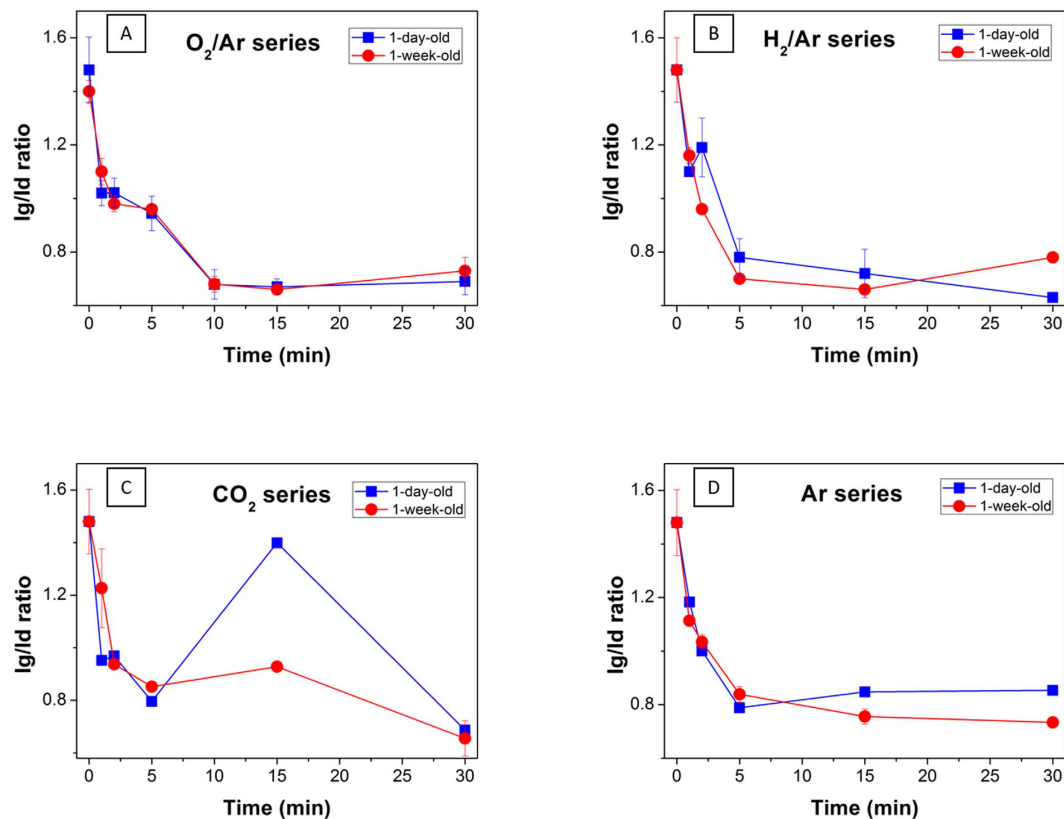 A
O2/Ar series
1-day-old
1-week-old
Ig/Id ratio
1.6
1.2
0.8
0 5 10 15 20 25 30
Time (min)
B
H2/Ar series
1-day-old
1-week-old
Ig/Id ratio
1.6
1.2
0.8
0 5 10 15 20 25 30
Time (min)
C
CO2 series
1-day-old
1-week-old
Ig/Id ratio
1.6
1.2
0.8
0 5 10 15 20 25 30
Time (min)
D
Ar series
1-day-old
1-week-old
Ig/Id ratio
1.6
1.2
0.8
0 5 10 15 20 25 30
Time (min)